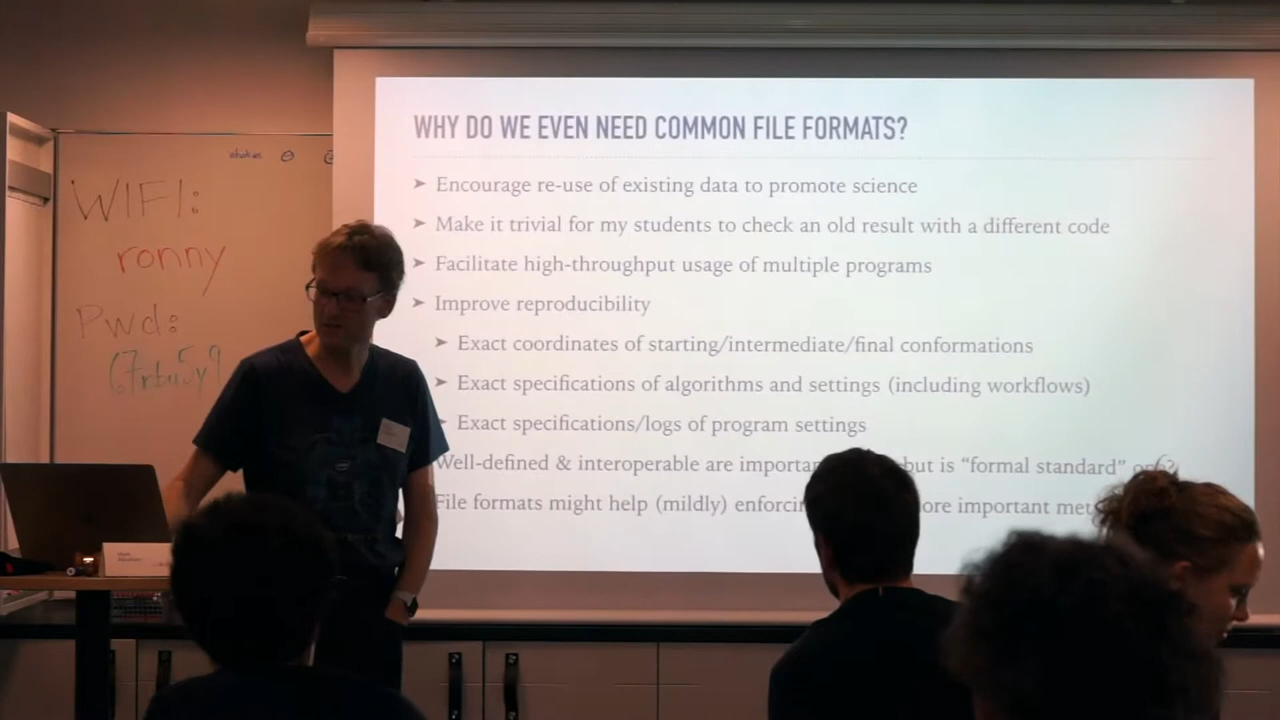 WHY DO WE EVEN NEED COMMON FILE FORMATS?
➤ Encourage re-use of existing data to promote science
➤ Make it trivial for my students to check an old result with a different code
➤ Facilitate high-throughput usage of multiple programs
➤ Improve reproducibility
➤ Exact coordinates of starting/intermediate/final conformations
➤ Exact specifications of algorithms and settings (including workflows)
Exact specifications/logs of program settings
Well-defined & interoperable are but is “formal standard”
File formats might help (mildly) important
WIFI:
ronny
Pwd: